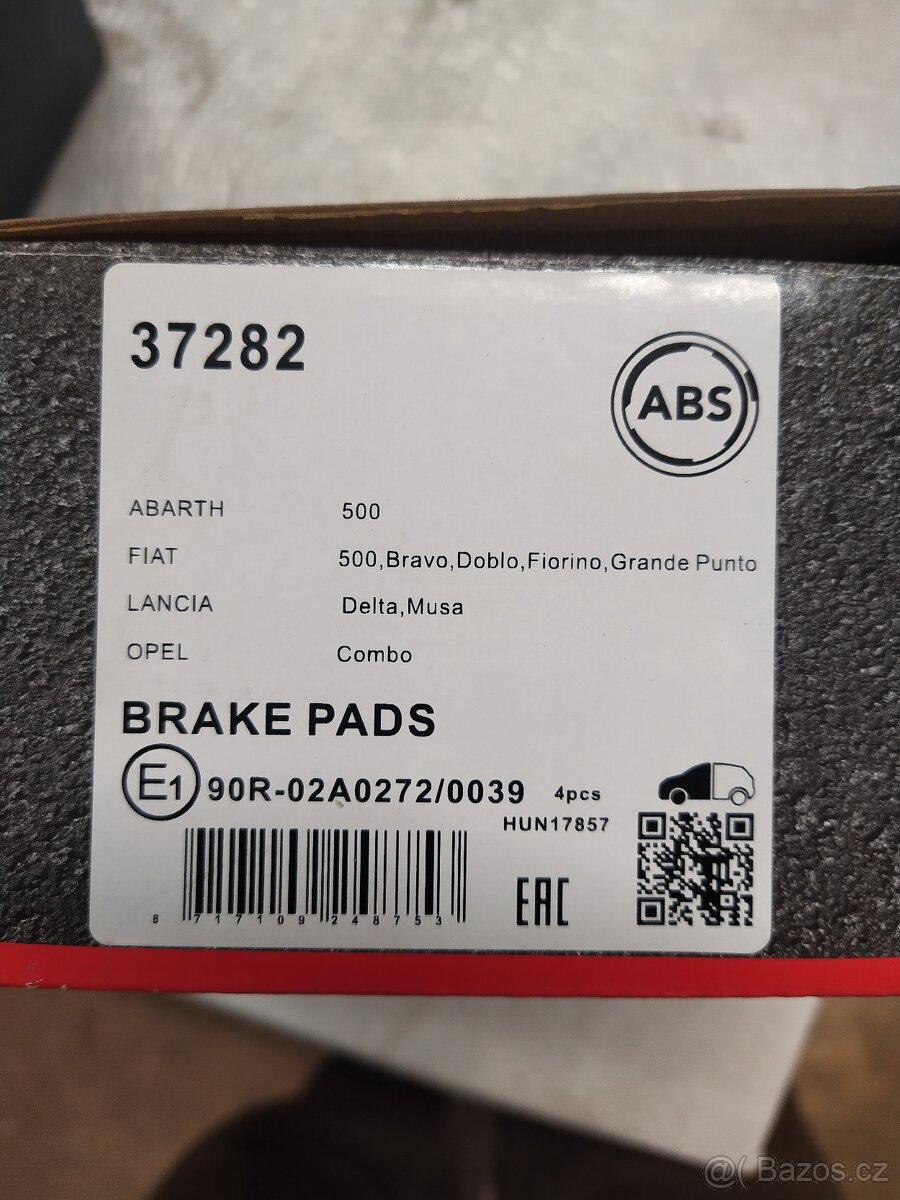 37282
ABS
ABARTH 500
FIAT 500,Bravo,Doblo,Fiorino,Grande Punto
LANCIA Delta,Musa
OPEL Combo
BRAKE PADS
E1 90R-02A0272/0039 4pcs
HUN17857
8 717109 248753
EAC
@( Bazos.cz